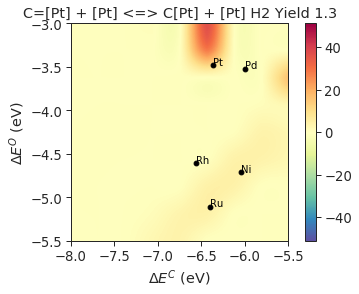 C=[Pt] + [Pt] <=> C[Pt] + [Pt] H2 Yield 1.3
−3.0
−3.5
−4.0
−4.5
−5.0
−5.5
ΔE^O (eV)
Pt
Pd
Rh
Ni
Ru
−8.0 −7.5 −7.0 −6.5 −6.0 −5.5
ΔE^C (eV)
40
20
0
−20
−40